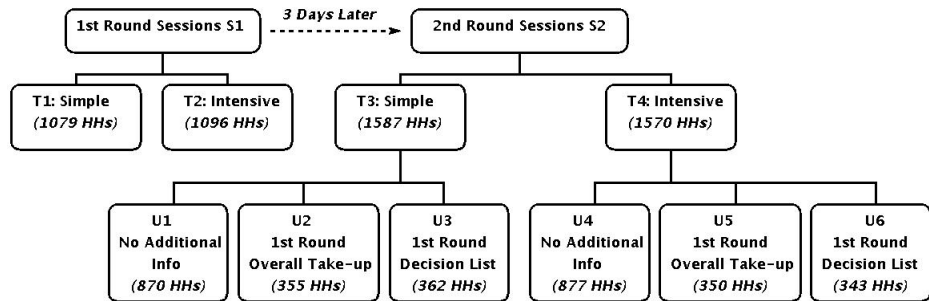 1st Round Sessions S1
3 Days Later
2nd Round Sessions S2
T1: Simple
(1079 HHs)
T2: Intensive
(1096 HHs)
T3: Simple
(1587 HHs)
T4: Intensive
(1570 HHs)
U1
No Additional
Info
(870 HHs)
U2
1st Round
Overall Take-up
(355 HHs)
U3
1st Round
Decision List
(362 HHs)
U4
No Additional
Info
(877 HHs)
U5
1st Round
Overall Take-up
(350 HHs)
U6
1st Round
Decision List
(343 HHs)